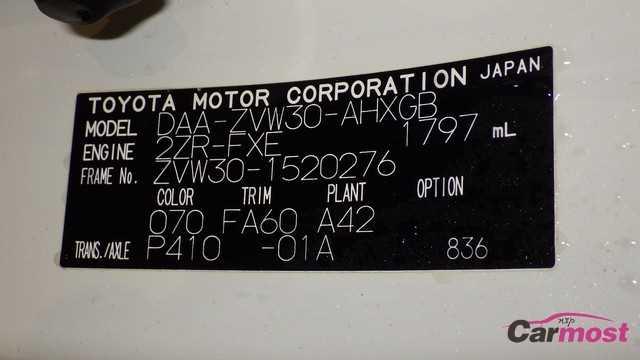 TOYOTA MOTOR CORPORATION JAPAN
MODEL DAA-ZVW30-AHXGB
ENGINE 2ZR-FXE 1797 mL
FRAME No. ZVW30-1520276
COLOR TRIM PLANT OPTION
070 FA60 A42
TRANS./AXLE P410 -01A 836
Carmost